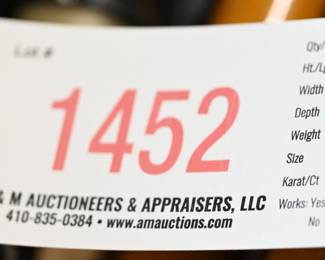 Lot #
1452
& M AUCTIONEERS & APPRAISERS, LLC
410-835-0384 • www.amauctions.com
Qty/
Ht./Lg
Width
Depth
Weight
Size
Karat/Ct
Works: Yes
No